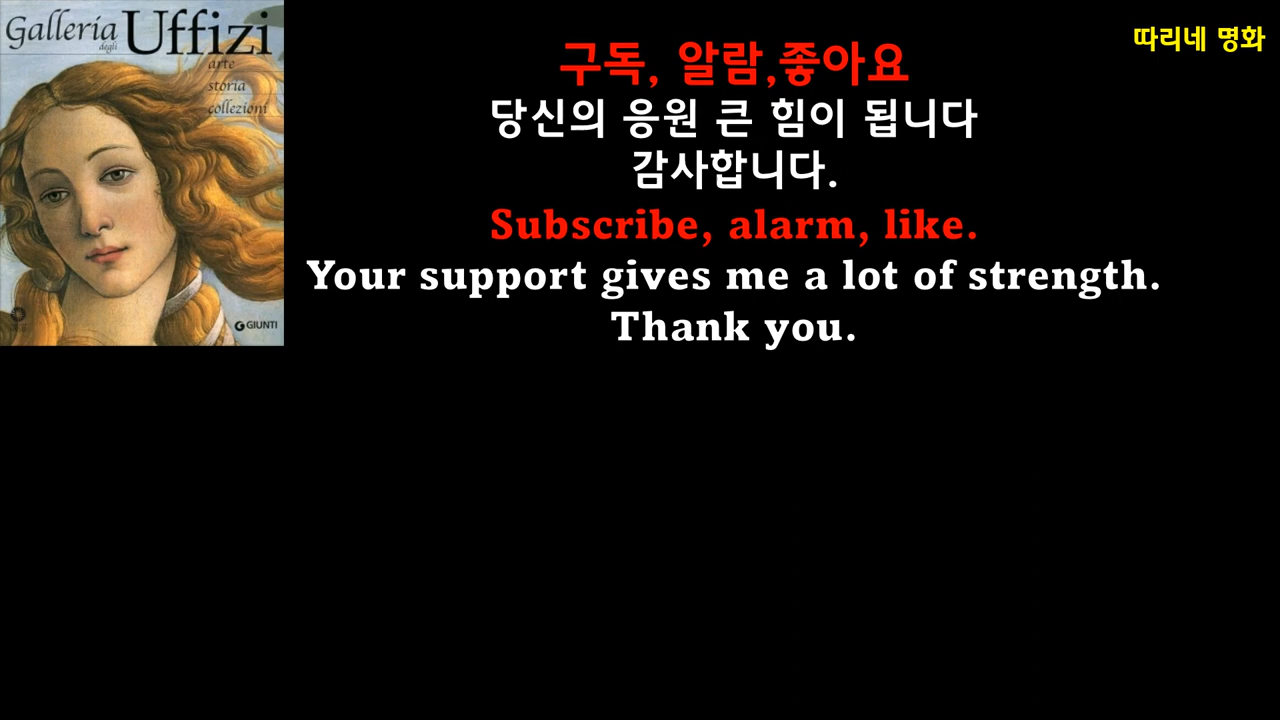 Galleria
degli
Uffizi
arte
storia
collezioni
GIUNTI
따리네 명화
구독, 알람,좋아요
당신의 응원 큰 힘이 됩니다
감사합니다.
Subscribe, alarm, like.
Your support gives me a lot of strength.
Thank you.